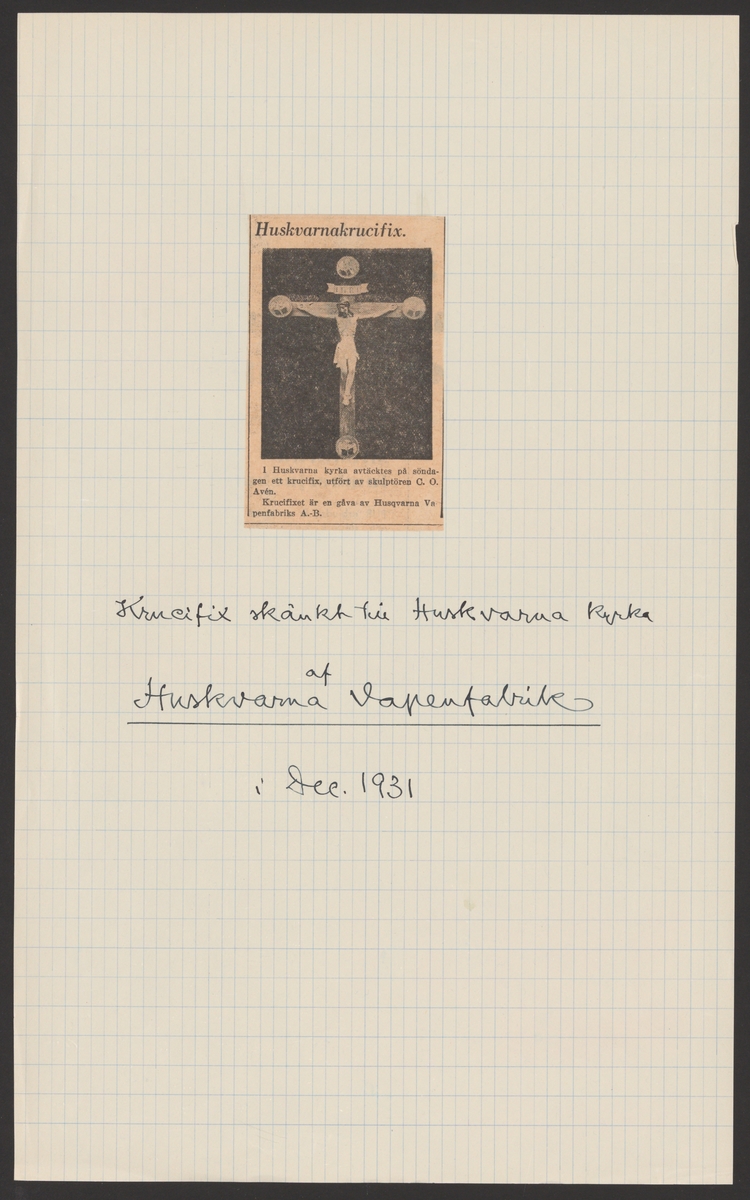 Huskvarnakrucifix.
I Huskvarna kyrka avtäcktes på sönda-
gen ett krucifix, utfört av skulptören C. O.
Avén.
Krucifixet är en gåva av Husqvarna Va
penfabriks A.-B.
Krucifix skänkt till Huskvarna kyrka
af
Huskvarna Vapenfabrik
i Dec. 1931